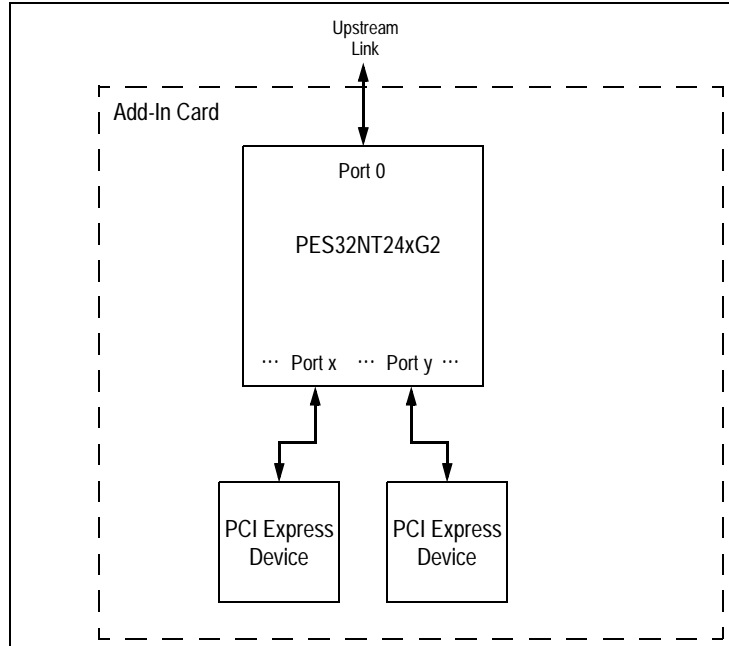 Upstream
Link
Add-In Card
Port 0
PES32NT24xG2
··· Port x ··· Port y ···
PCI Express
Device
PCI Express
Device